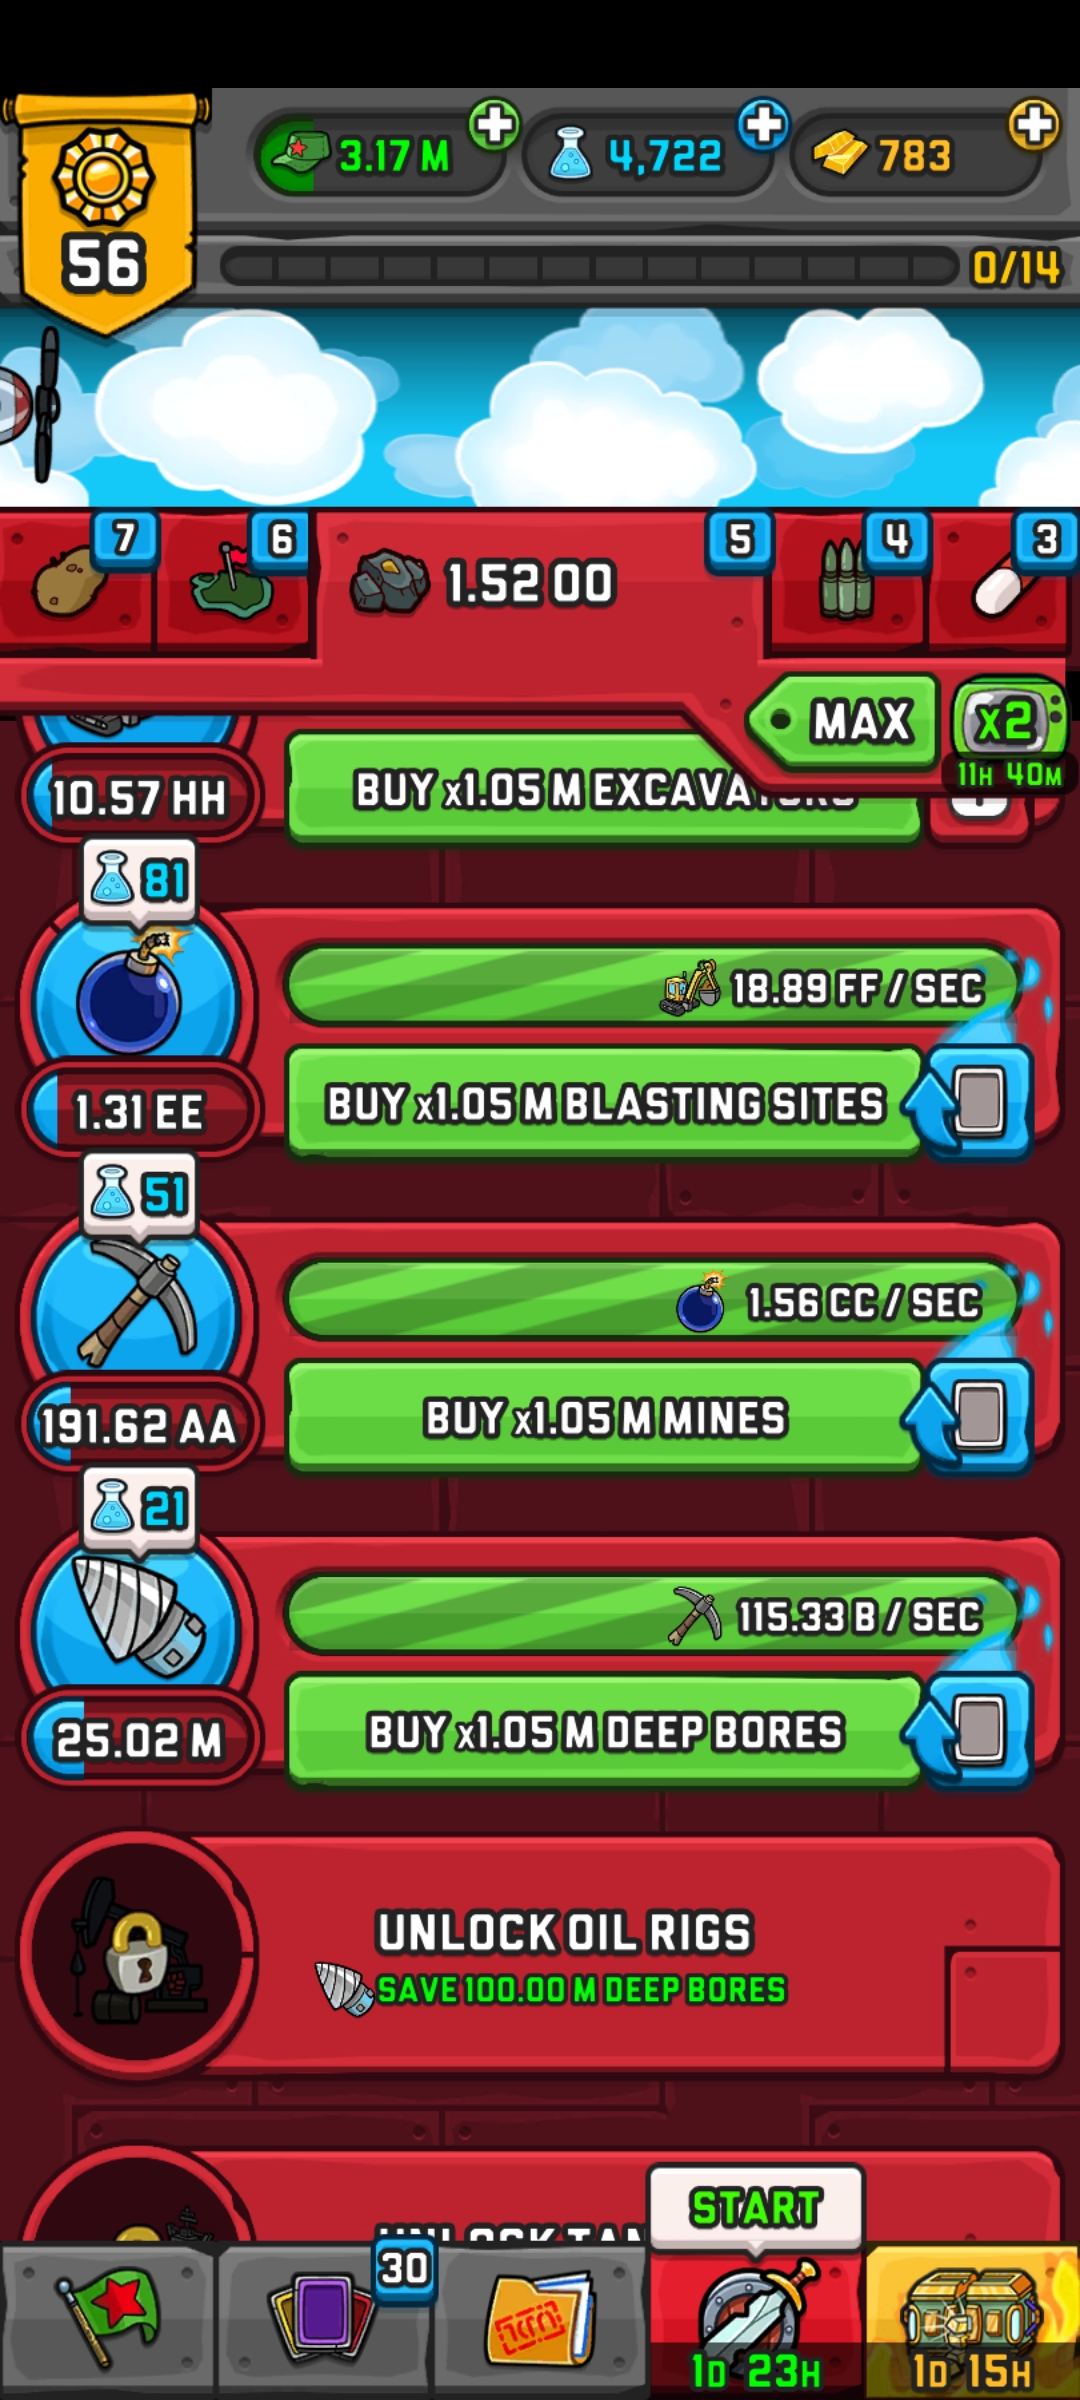 3.17 M
4,722
783
56
0/14
7
6
1.52 OO
5
4
3
MAX
x2
11H 40M
10.57 HH
BUY x1.05 M EXCAVATORS
81
18.89 FF / SEC
1.31 EE
BUY x1.05 M BLASTING SITES
51
1.56 CC / SEC
191.62 AA
BUY x1.05 M MINES
21
115.33 B / SEC
25.02 M
BUY x1.05 M DEEP BORES
UNLOCK OIL RIGS
SAVE 100.00 M DEEP BORES
UNLOCK
START
30
1D 23H
1D 15H